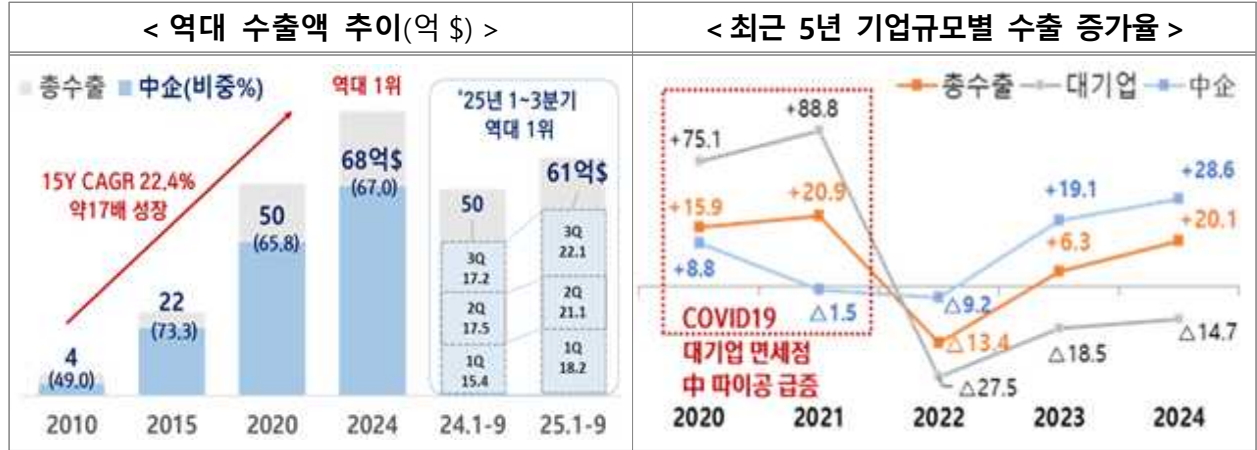 < 역대 수출액 추이(억 $) >
총수출 中企(비중%)
역대 1위
15Y CAGR 22.4%
약17배 성장
4
(49.0)
22
(73.3)
50
(65.8)
68억$
(67.0)
'25년 1~3분기
역대 1위
50
3Q
17.2
2Q
17.5
1Q
15.4
61억$
3Q
22.1
2Q
21.1
1Q
18.2
2010 2015 2020 2024 24.1-9 25.1-9
< 최근 5년 기업규모별 수출 증가율 >
총수출 대기업 中企
+75.1
+88.8
+15.9
+20.9
+8.8
△1.5
COVID19
대기업 면세점
中 따이공 급증
△9.2
△13.4
△27.5
+19.1
+6.3
△18.5
+28.6
+20.1
△14.7
2020 2021 2022 2023 2024